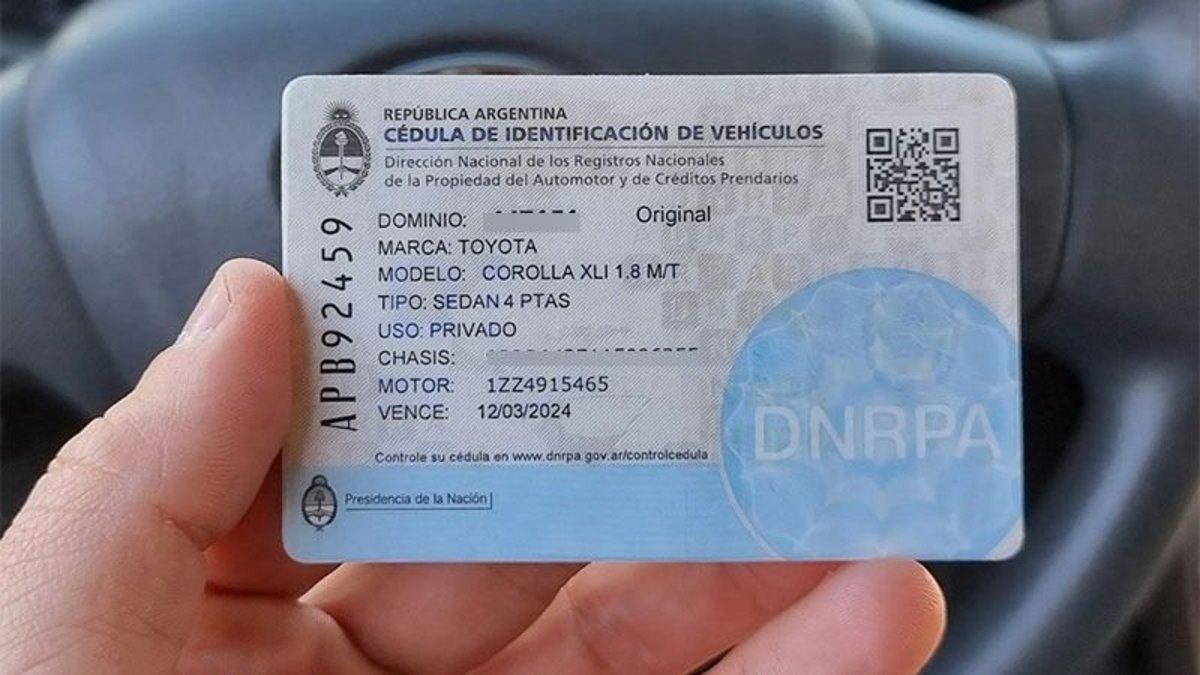 REPÚBLICA ARGENTINA
CÉDULA DE IDENTIFICACIÓN DE VEHÍCULOS
Dirección Nacional de los Registros Nacionales
de la Propiedad del Automotor y de Créditos Prendarios
DOMINIO: Original
MARCA: TOYOTA
MODELO: COROLLA XLI 1.8 M/T
TIPO: SEDAN 4 PTAS
USO: PRIVADO
CHASIS:
MOTOR: 1ZZ4915465
VENCE: 12/03/2024
Controle su cédula en www.dnrpa.gov.ar/controlcedula
Presidencia de la Nación
APB92459
DNRPA